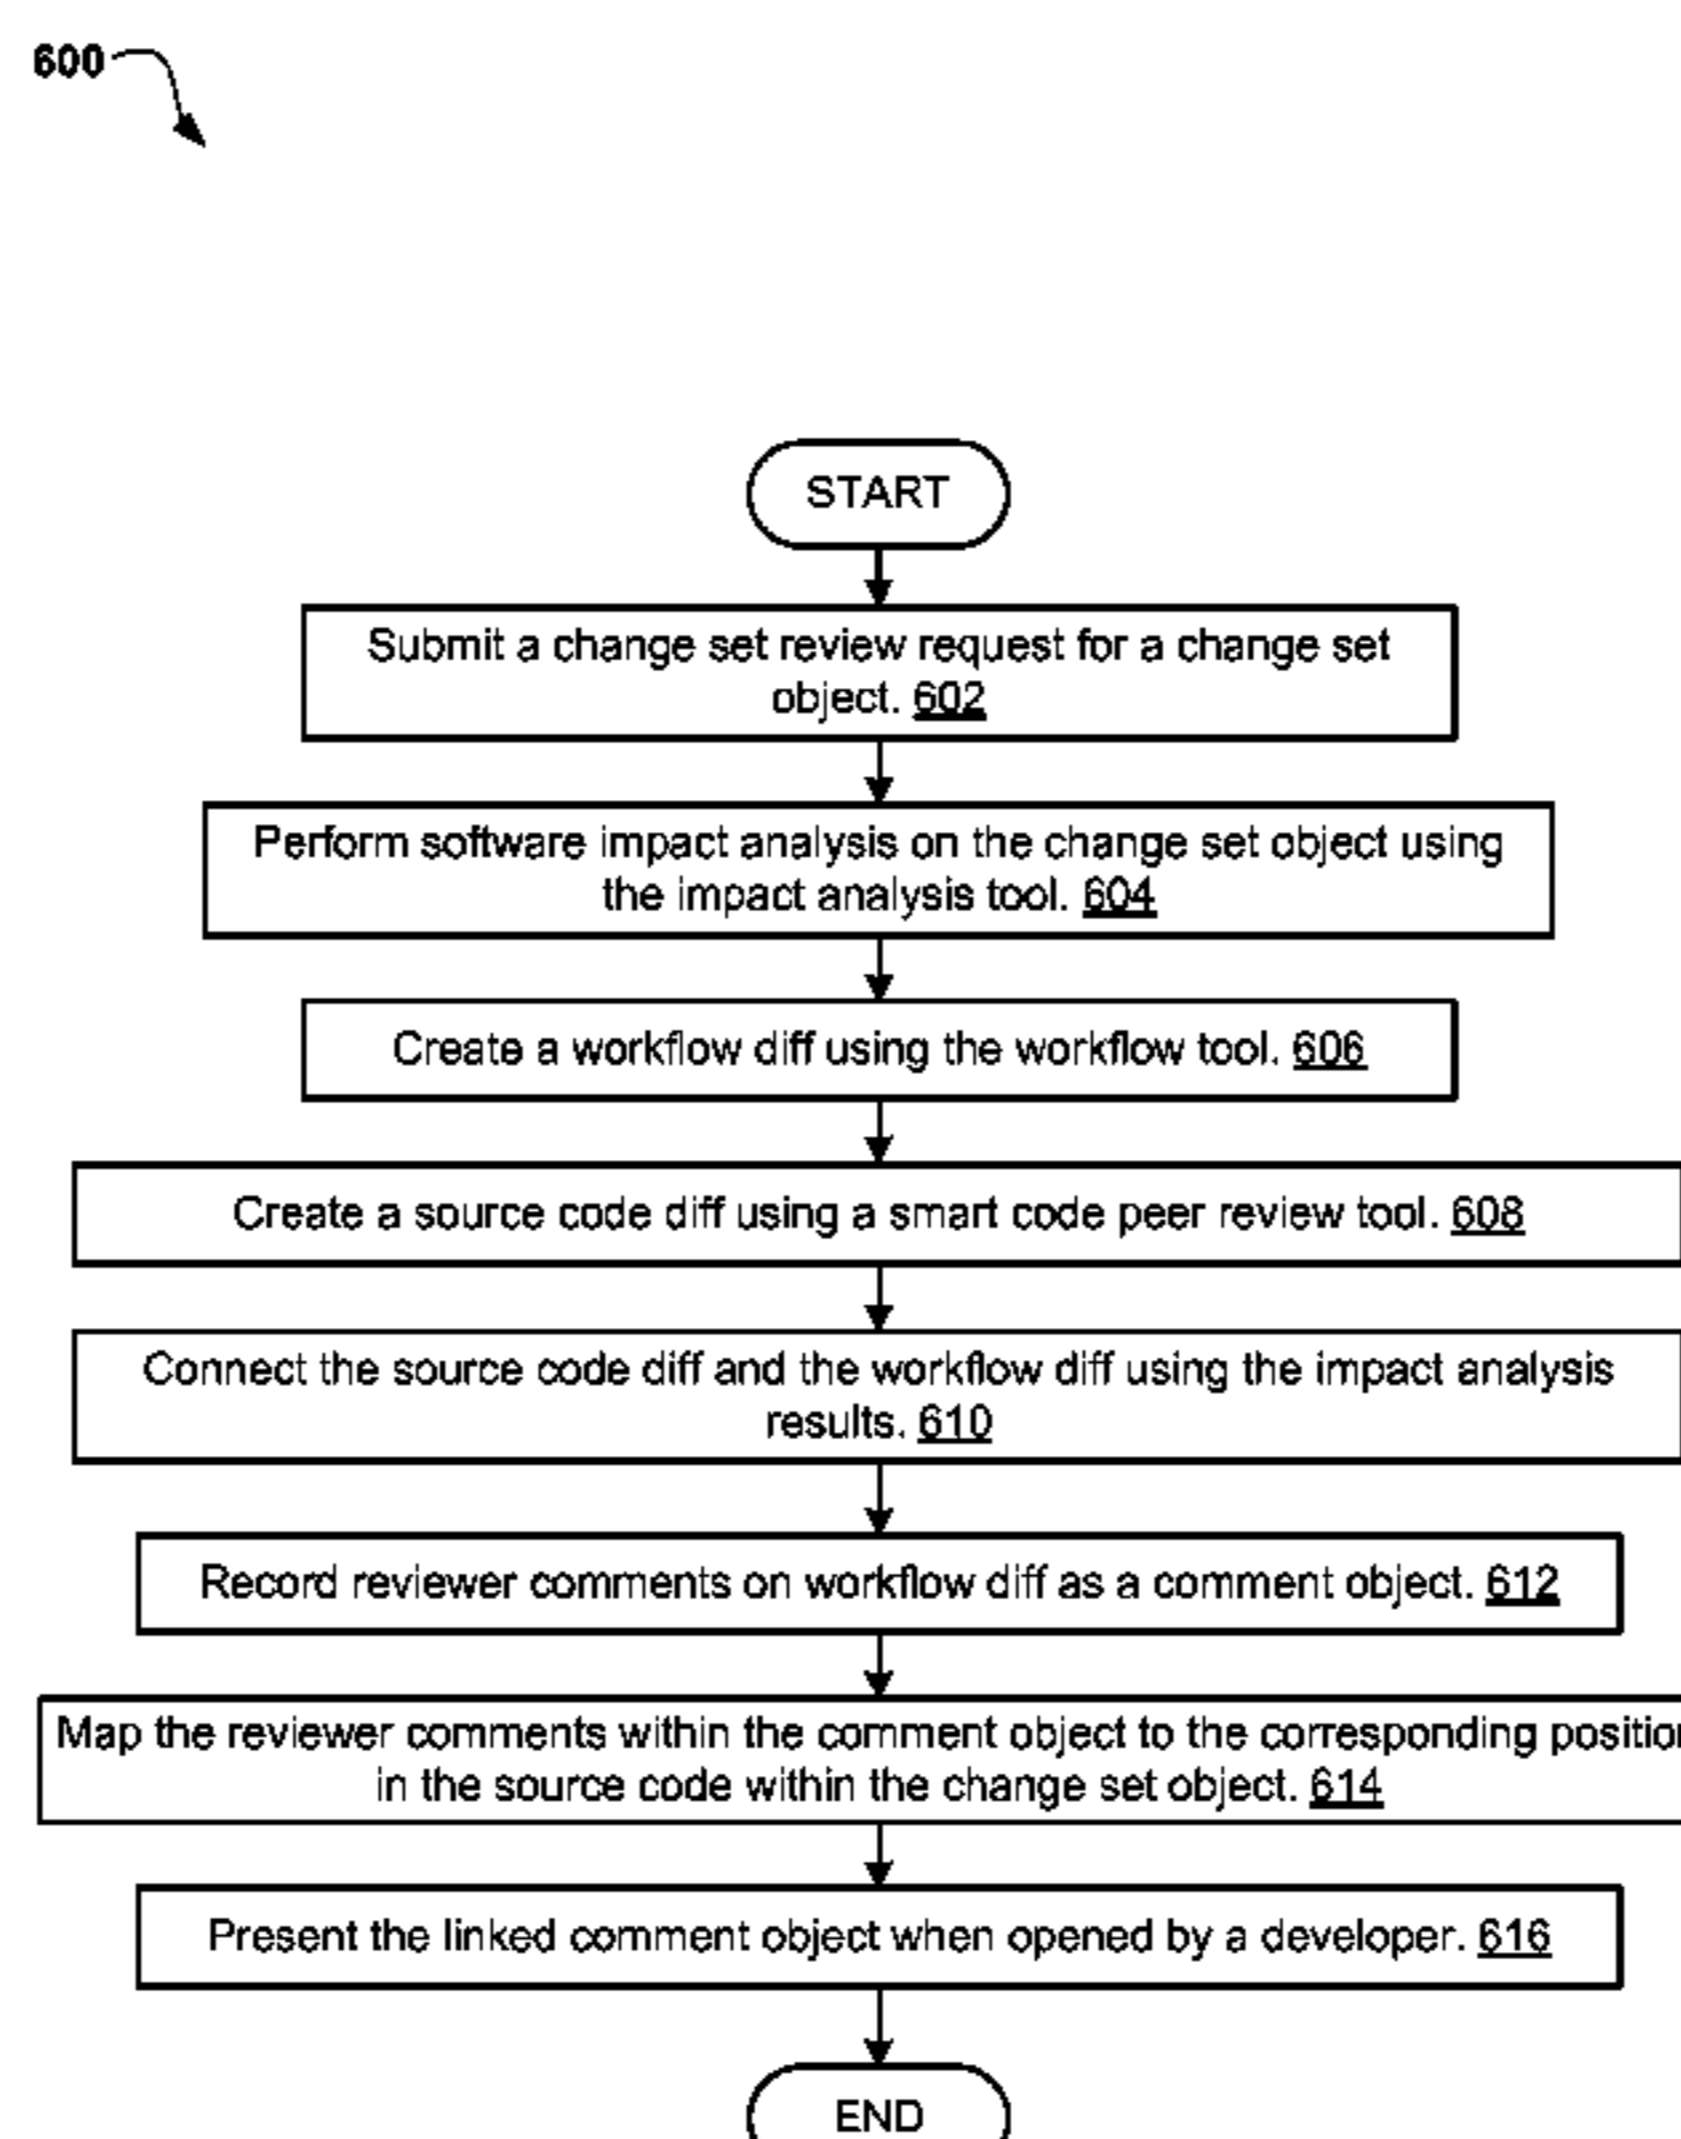 600
START
Submit a change set review request for a change set
object. 602
Perform software impact analysis on the change set object using
the impact analysis tool. 604
Create a workflow diff using the workflow tool. 606
Create a source code diff using a smart code peer review tool. 608
Connect the source code diff and the workflow diff using the impact analysis
results. 610
Record reviewer comments on workflow diff as a comment object. 612
Map the reviewer comments within the comment object to the corresponding position
in the source code within the change set object. 614
Present the linked comment object when opened by a developer. 616
END